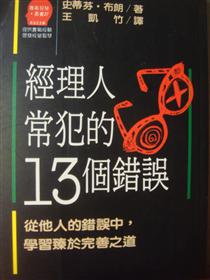 史蒂芬・布朗/著
王凱竹/譯
經理人
常犯的
13個錯誤
從他人的錯誤中，
學習臻於完善之道